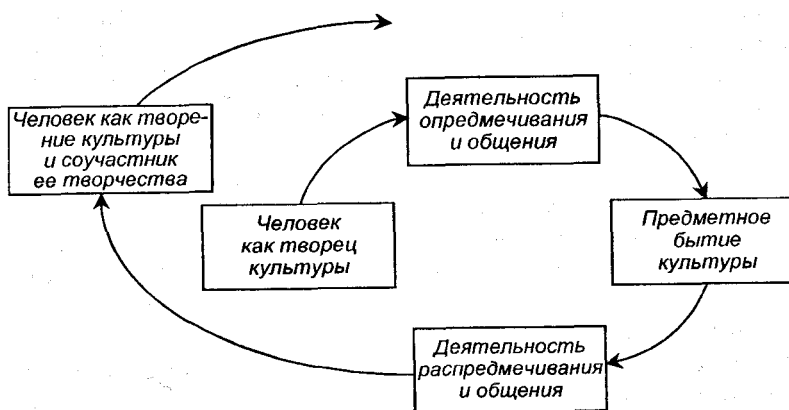 Деятельность
опредмечивания
и общения
Человек как творе-
ние культуры
и соучастник
ее творчества
Человек
как творец
культуры
Предметное
бытие
культуры
Деятельность
распредмечивания
и общения